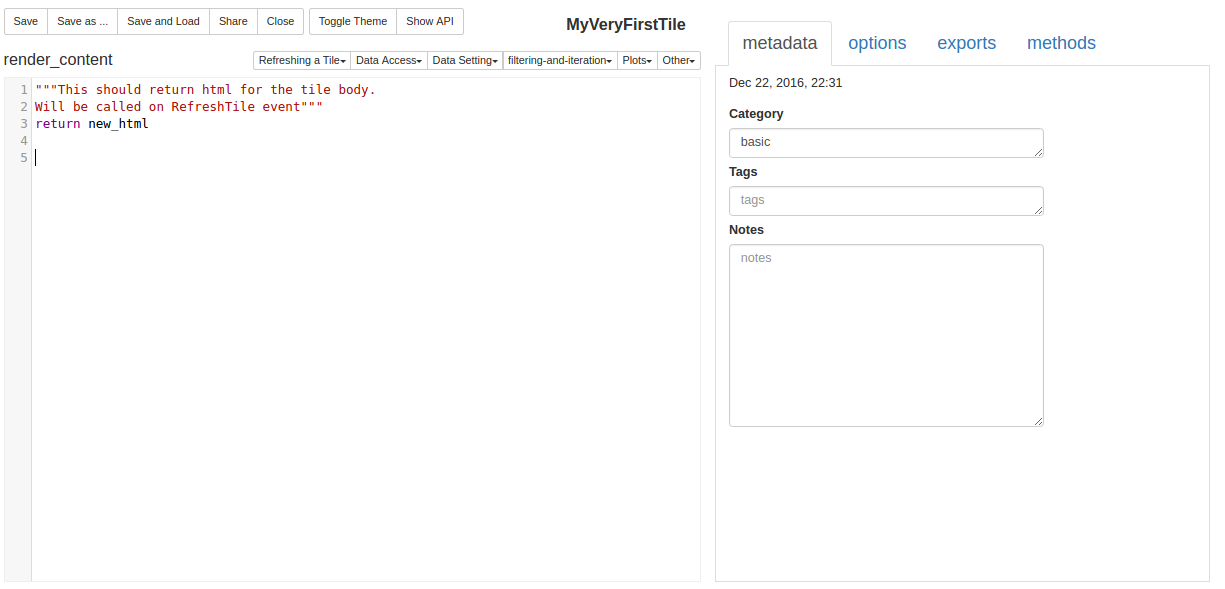 Save Save as ... Save and Load Share Close Toggle Theme Show API MyVeryFirstTile
render_content Refreshing a Tile Data Access Data Setting filtering-and-iteration Plots Other
1 """This should return html for the tile body.
2 Will be called on RefreshTile event"""
3 return new_html
4
5
metadata options exports methods
Dec 22, 2016, 22:31
Category
basic
Tags
tags
Notes
notes